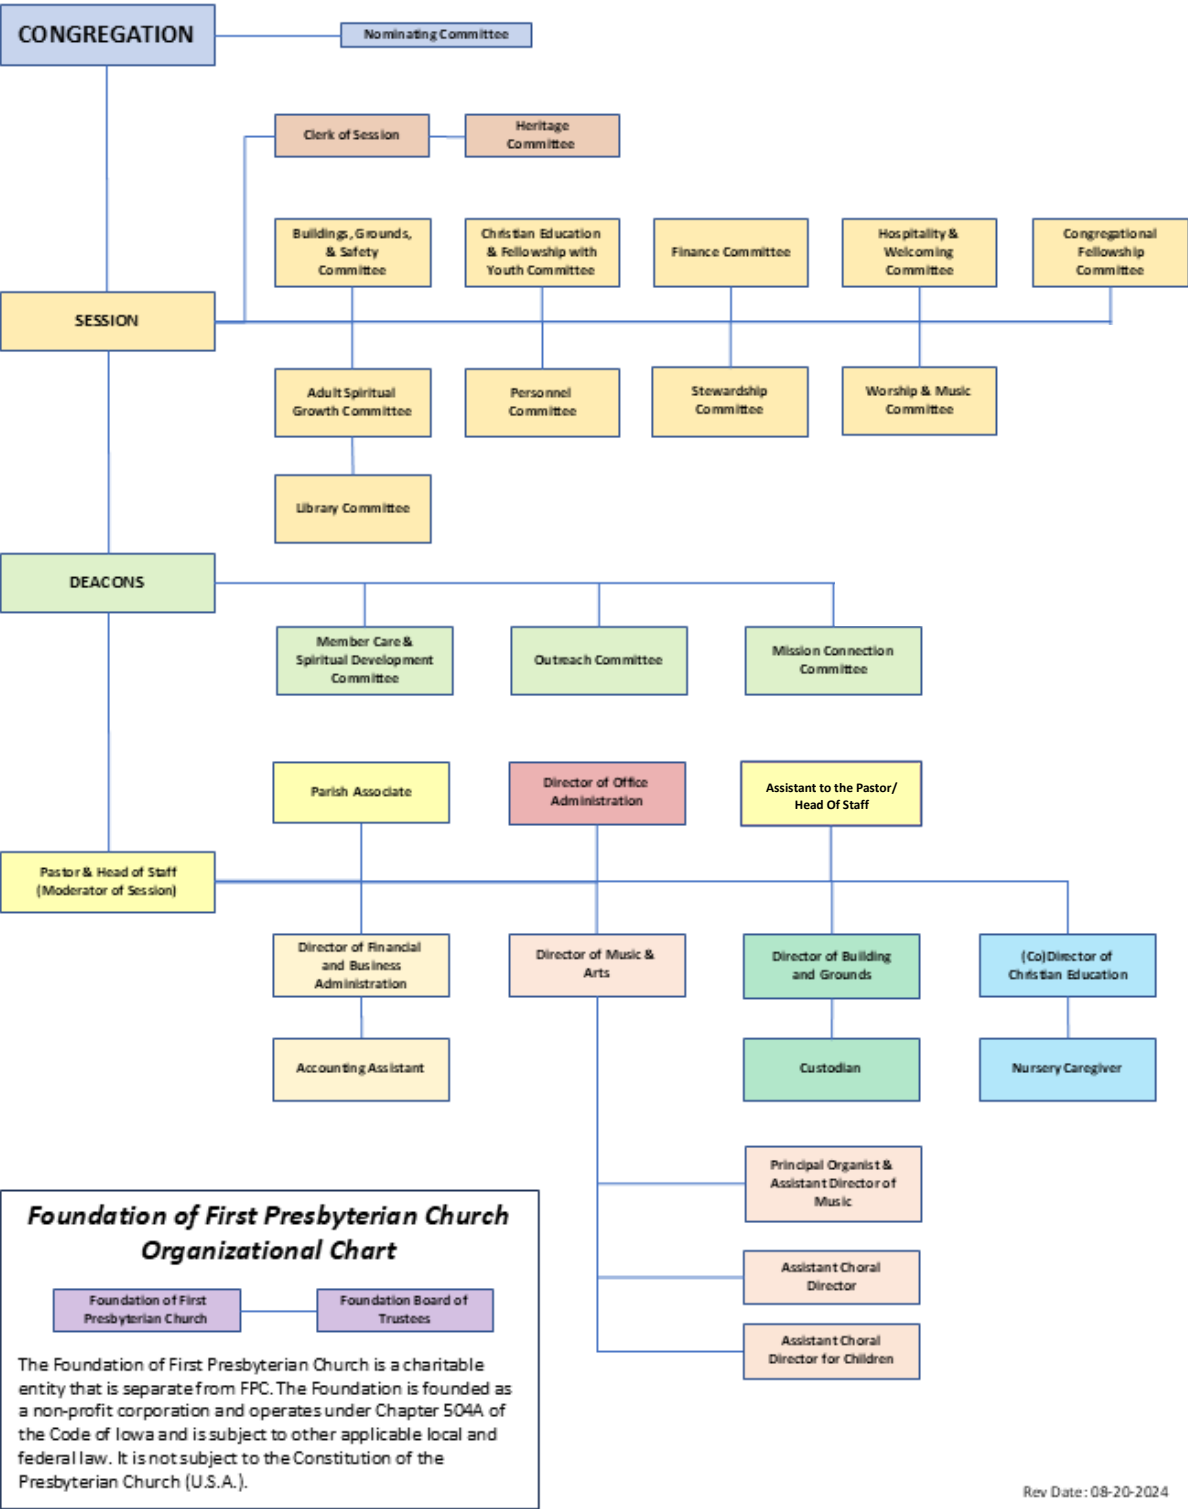 CONGREGATION
Nominating Committee
Clerk of Session
Heritage
Committee
Buildings, Grounds,
& Safety
Committee
Christian Education
& Fellowship with
Youth Committee
Finance Committee
Hospitality &
Welcoming
Committee
Congregational
Fellowship
Committee
SESSION
Adult Spiritual
Growth Committee
Personnel
Committee
Stewardship
Committee
Worship & Music
Committee
Library Committee
DEACONS
Member Care &
Spiritual Development
Committee
Outreach Committee
Mission Connection
Committee
Parish Associate
Director of Office
Administration
Assistant to the Pastor/
Head Of Staff
Pastor & Head of Staff
(Moderator of Session)
Director of Financial
and Business
Administration
Director of Music &
Arts
Director of Building
and Grounds
(Co)Director of
Christian Education
Accounting Assistant
Custodian
Nursery Caregiver
Principal Organist &
Assistant Director of
Music
Assistant Choral
Director
Assistant Choral
Director for Children
Foundation of First Presbyterian Church
Organizational Chart
Foundation of First
Presbyterian Church
Foundation Board of
Trustees
The Foundation of First Presbyterian Church is a charitable
entity that is separate from FPC. The Foundation is founded as
a non-profit corporation and operates under Chapter 504A of
the Code of Iowa and is subject to other applicable local and
federal law. It is not subject to the Constitution of the
Presbyterian Church (U.S.A.).
Rev Date: 08-20-2024